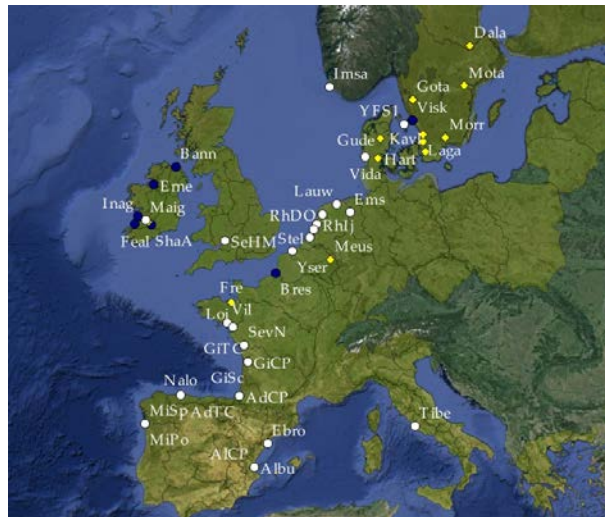 Dala
Imsa
Mota
Gota
YFS1
Visk
Gude
Kavl
Morr
Bann
Hart
Laga
Vida
Erne
Lauw
Ems
Inag
Maig
RhDO
RhIj
Feal
ShaA
SeHM
Stel
Meus
Yser
Bres
Fre
Vil
Loi
SevN
GiTC
GiCP
GiSc
Nalo
AdCP
MiSp
AdTC
MiPo
Ebro
Tibe
AlCP
Albu